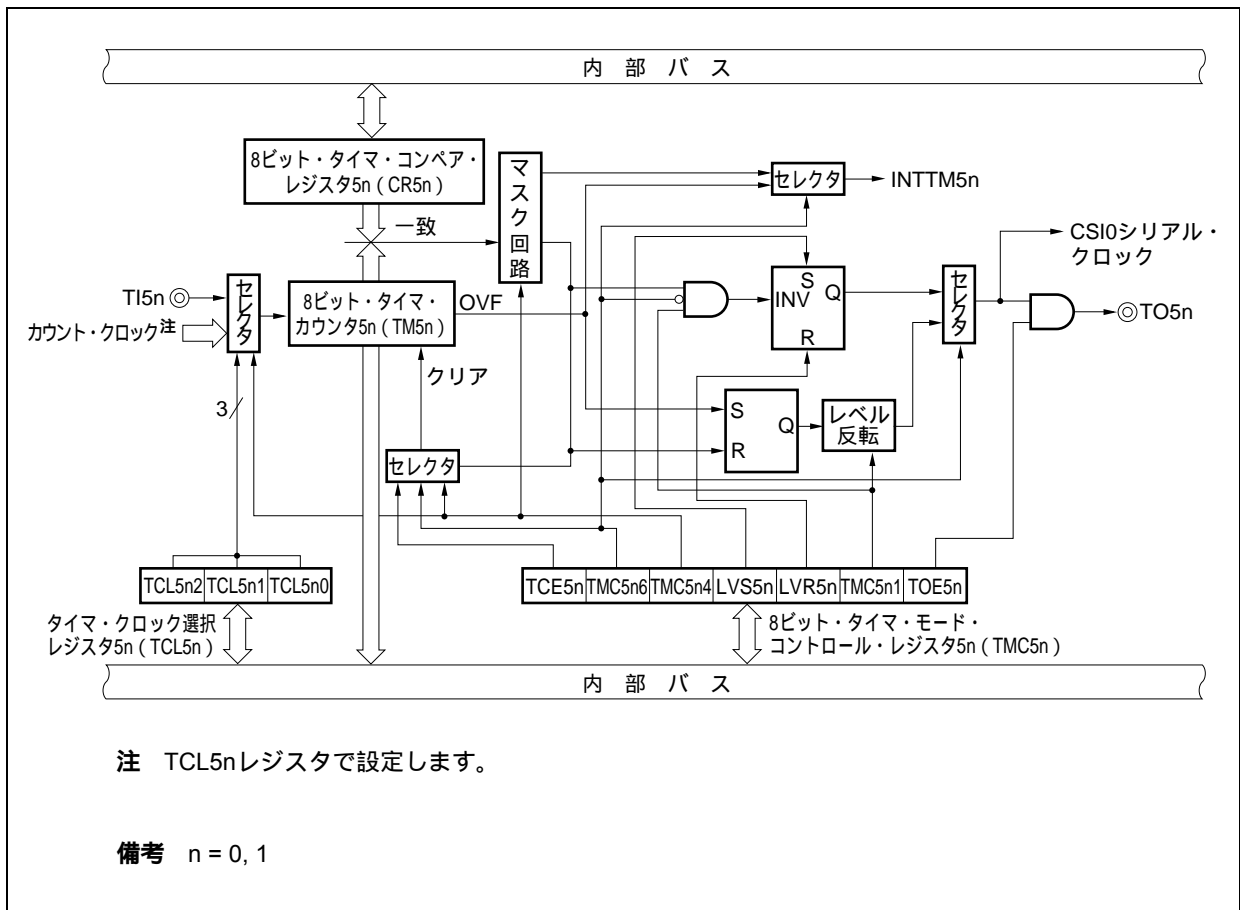 内 部 バ ス
8ビット・タイマ・コンペア・
レジスタ5n（CR5n）
マスク回路
セレクタ
INTTM5n
一致
CSI0シリアル・
クロック
TI5n
カウント・クロック注
セレクタ
8ビット・タイマ・
カウンタ5n（TM5n）
OVF
S
INV
Q
R
セレクタ
TO5n
クリア
3
S
R
Q
レベル
反転
セレクタ
TCL5n2 TCL5n1 TCL5n0
TCE5n TMC5n6 TMC5n4 LVS5n LVR5n TMC5n1 TOE5n
タイマ・クロック選択
レジスタ5n（TCL5n）
8ビット・タイマ・モード・
コントロール・レジスタ5n（TMC5n）
内 部 バ ス
注 TCL5nレジスタで設定します。
備考 n = 0, 1